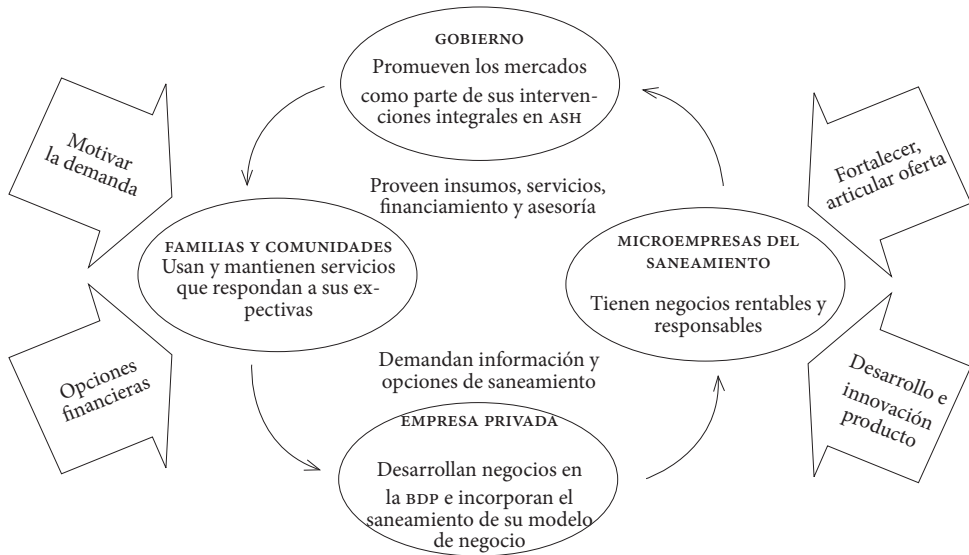 GOBIERNO
Promueven los mercados
como parte de sus interven-
ciones integrales en ASH
Motivar
la demanda
Fortalecer,
articular oferta
Proveen insumos, servicios,
financiamiento y asesoría
FAMILIAS Y COMUNIDADES
Usan y mantienen servicios
que respondan a sus ex-
pectivas
MICROEMPRESAS DEL
SANEAMIENTO
Tienen negocios rentables y
responsables
Demandan información y
opciones de saneamiento
Opciones
financieras
Desarrollo e
innovación
producto
EMPRESA PRIVADA
Desarrollan negocios en
la BDP e incorporan el
saneamiento de su modelo
de negocio